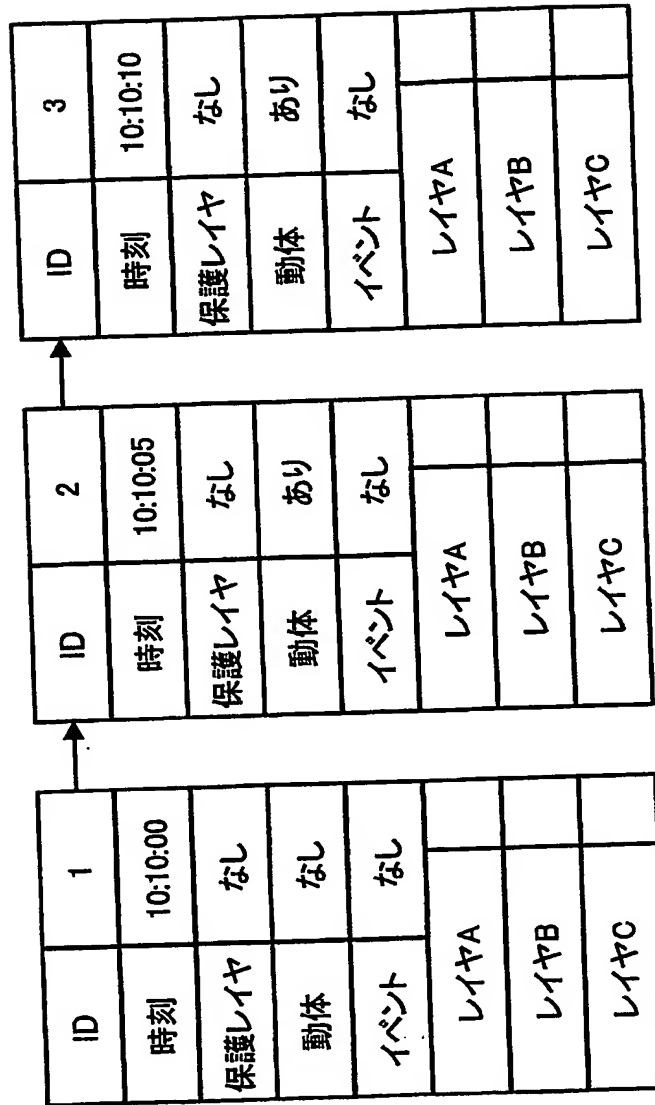 ID 1
時刻 10:10:00
保護レイヤ なし
動体 なし
イベント なし
レイヤA
レイヤB
レイヤC
ID 2
時刻 10:10:05
保護レイヤ なし
動体 あり
イベント なし
レイヤA
レイヤB
レイヤC
ID 3
時刻 10:10:10
保護レイヤ なし
動体 あり
イベント なし
レイヤA
レイヤB
レイヤC